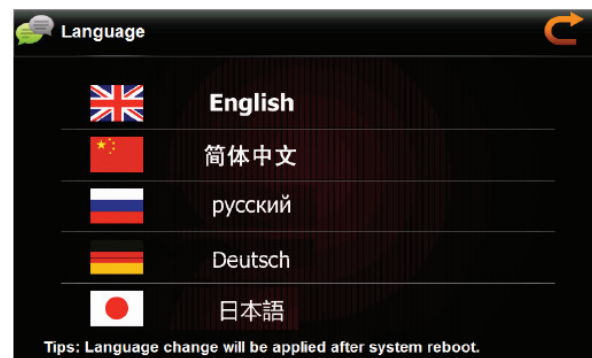 Language
English
简体中文
русский
Deutsch
日本語
Tips: Language change will be applied after system reboot.